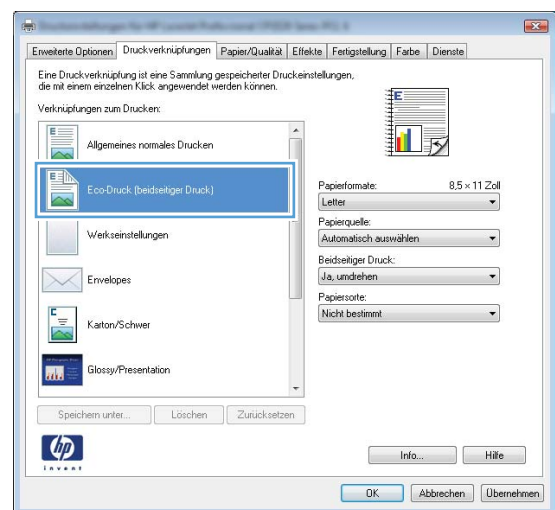 Erweiterte Optionen Druckverknüpfungen Papier/Qualität Effekte Fertigstellung Farbe Dienste
Eine Druckverknüpfung ist eine Sammlung gespeicherter Druckeinstellungen,
die mit einem einzelnen Klick angewendet werden können.
Verknüpfungen zum Drucken:
Allgemeines normales Drucken
Eco-Druck (beidseitiger Druck)
Werkseinstellungen
Envelopes
Karton/Schwer
Glossy/Presentation
Papierformate: 8,5 × 11 Zoll
Letter
Papierquelle:
Automatisch auswählen
Beidseitiger Druck:
Ja, umdrehen
Papiersorte:
Nicht bestimmt
Speichern unter... Löschen Zurücksetzen
hp
invent
Info... Hilfe
OK Abbrechen Übernehmen